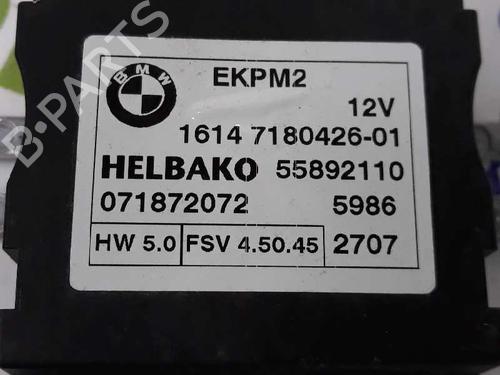 BMW
EKPM2
12V
1614 7180426-01
HELBAKO 55892110
071872072 5986
HW 5.0 FSV 4.50.45 2707
B-PARTS